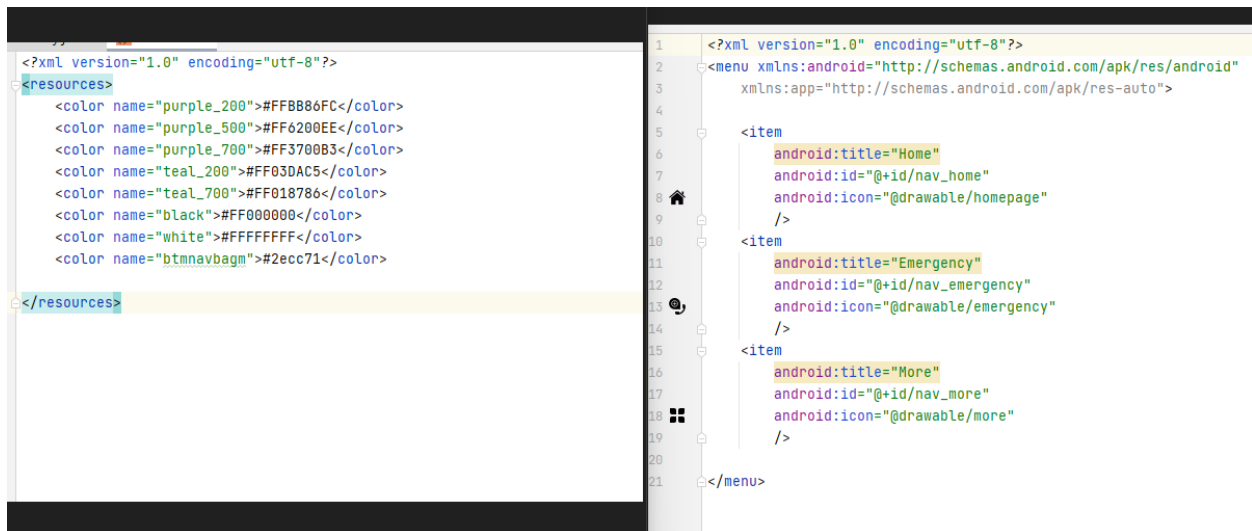 <?xml version="1.0" encoding="utf-8"?>
<resources>
    <color name="purple_200">#FFBB86FC</color>
    <color name="purple_500">#FF6200EE</color>
    <color name="purple_700">#FF3700B3</color>
    <color name="teal_200">#FF03DAC5</color>
    <color name="teal_700">#FF018786</color>
    <color name="black">#FF000000</color>
    <color name="white">#FFFFFFFF</color>
    <color name="btmnavbagm">#2ecc71</color>
</resources>
1 <?xml version="1.0" encoding="utf-8"?>
2 <menu xmlns:android="http://schemas.android.com/apk/res/android"
3     xmlns:app="http://schemas.android.com/apk/res-auto">
4
5     <item
6         android:title="Home"
7         android:id="@+id/nav_home"
8         android:icon="@drawable/homepage"
9         />
10     <item
11         android:title="Emergency"
12         android:id="@+id/nav_emergency"
13         android:icon="@drawable/emergency"
14         />
15     <item
16         android:title="More"
17         android:id="@+id/nav_more"
18         android:icon="@drawable/more"
19         />
20
21 </menu>